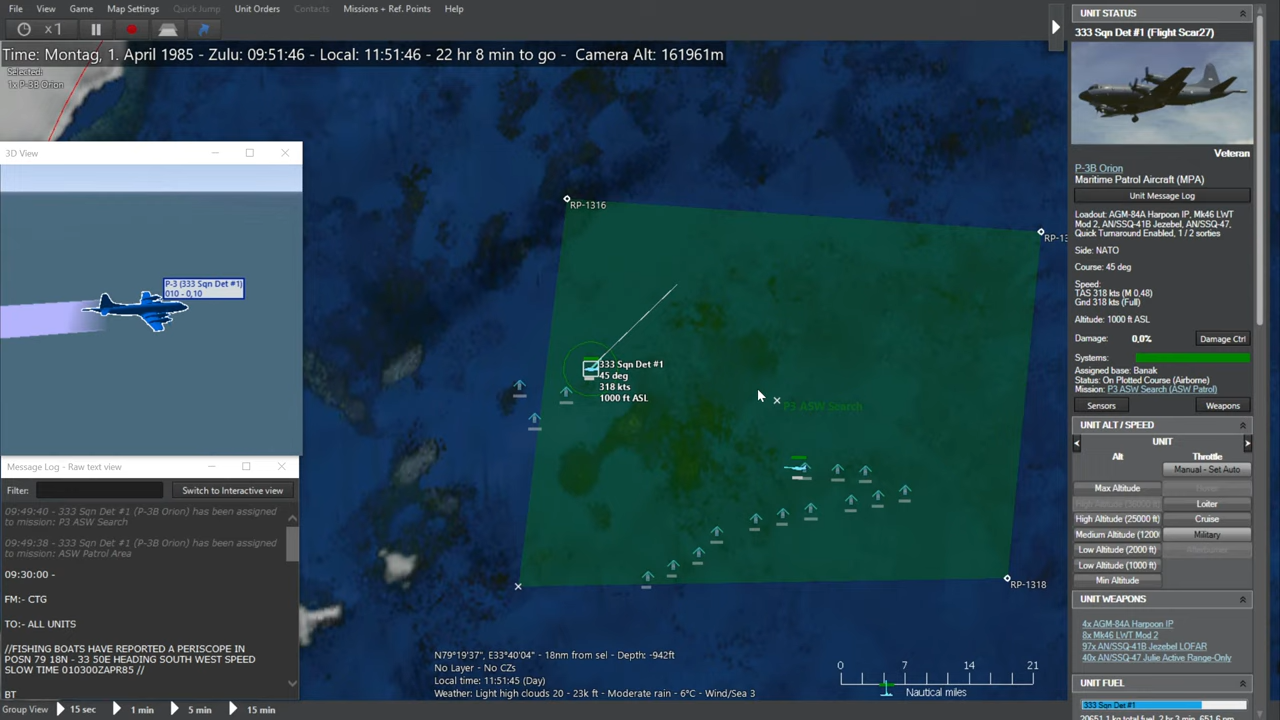 File View Game Map Settings Quick Jump Unit Orders Contacts Missions + Ref. Points Help
x1
Time: Montag, 1. April 1985 - Zulu: 09:51:46 - Local: 11:51:46 - 22 hr 8 min to go - Camera Alt: 161961m
Selected:
1x P-3B Orion
3D View
P-3 (333 Sqn Det #1)
010 - 0,10
Message Log - Raw text view
Filter:
Switch to Interactive view
09:49:40 - 333 Sqn Det #1 (P-3B Orion) has been assigned
to mission: P3 ASW Search
09:49:38 - 333 Sqn Det #1 (P-3B Orion) has been assigned
to mission: ASW Patrol Area
09:30:00 -
FM:- CTG
TO:- ALL UNITS
//FISHING BOATS HAVE REPORTED A PERISCOPE IN
POSN 79 18N - 33 50E HEADING SOUTH WEST SPEED
SLOW TIME 010300ZAPR85 //
BT
Group View 15 sec 1 min 5 min 15 min
RP-1316
RP-13
333 Sqn Det #1
45 deg
318 kts
1000 ft ASL
P3 ASW Search
RP-1318
N79°19'37", E33°40'04" - 18nm from sel - Depth: -942ft
No Layer - No CZs
Local time: 11:51:45 (Day)
Weather: Light high clouds 20 - 23k ft - Moderate rain - 6°C - Wind/Sea 3
0 7 14 21
Nautical miles
UNIT STATUS
333 Sqn Det #1 (Flight Scar27)
Veteran
P-3B Orion
Maritime Patrol Aircraft (MPA)
Unit Message Log
Loadout: AGM-84A Harpoon IP, Mk46 LWT
Mod 2, AN/SSQ-41B Jezebel, AN/SSQ-47,
Quick Turnaround Enabled, 1 / 2 sorties
Side: NATO
Course: 45 deg
Speed:
TAS 318 kts (M 0,48)
Gnd 318 kts (Full)
Altitude: 1000 ft ASL
Damage: 0,0% Damage Ctrl
Systems:
Assigned base: Banak
Status: On Plotted Course (Airborne)
Mission: P3 ASW Search (ASW Patrol)
Sensors Weapons
UNIT ALT / SPEED
UNIT
Alt Throttle
Manual - Set Auto
Max Altitude
Loiter
High Altitude (25000 ft) Cruise
Medium Altitude (1200 Military
Low Altitude (2000 ft) Afterburner
Low Altitude (1000 ft)
Min Altitude
UNIT WEAPONS
4x AGM-84A Harpoon IP
8x Mk46 LWT Mod 2
97x AN/SSQ-41B Jezebel LOFAR
40x AN/SSQ-47 Julie Active Range-Only
UNIT FUEL
333 Sqn Det #1